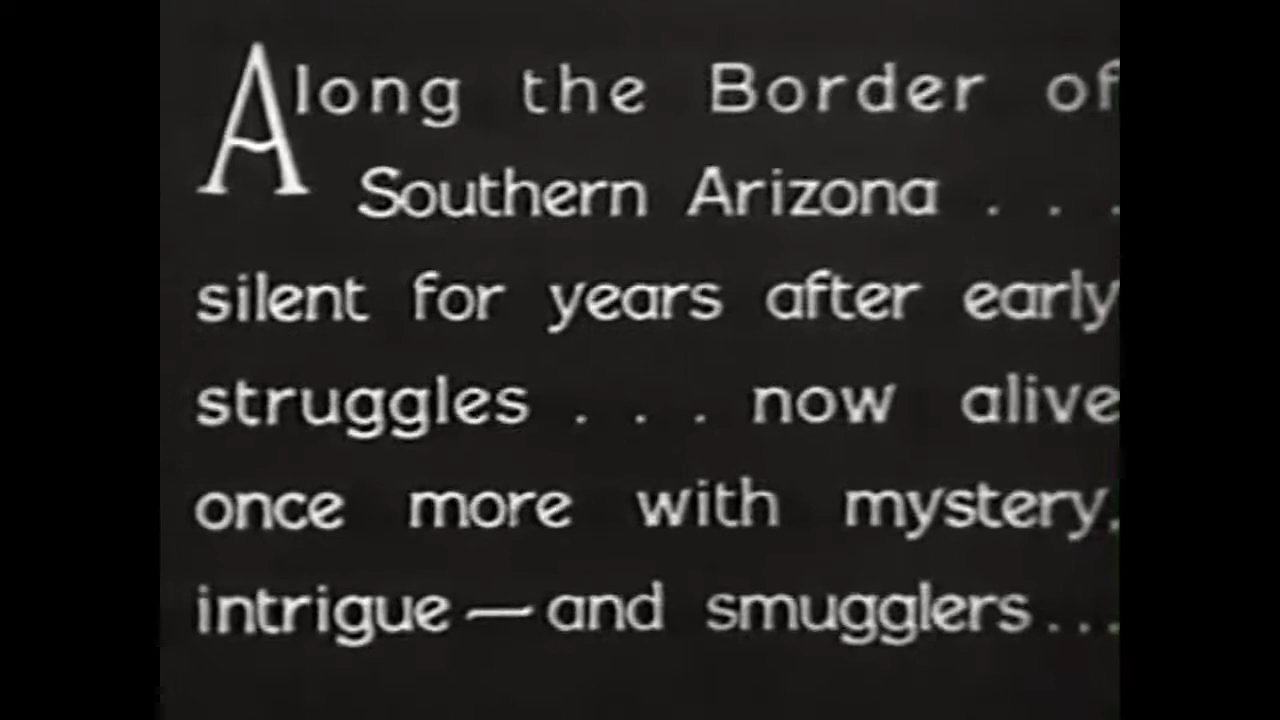 Along the Border of
Southern Arizona . . .
silent for years after early
struggles . . . now alive
once more with mystery,
intrigue — and smugglers...